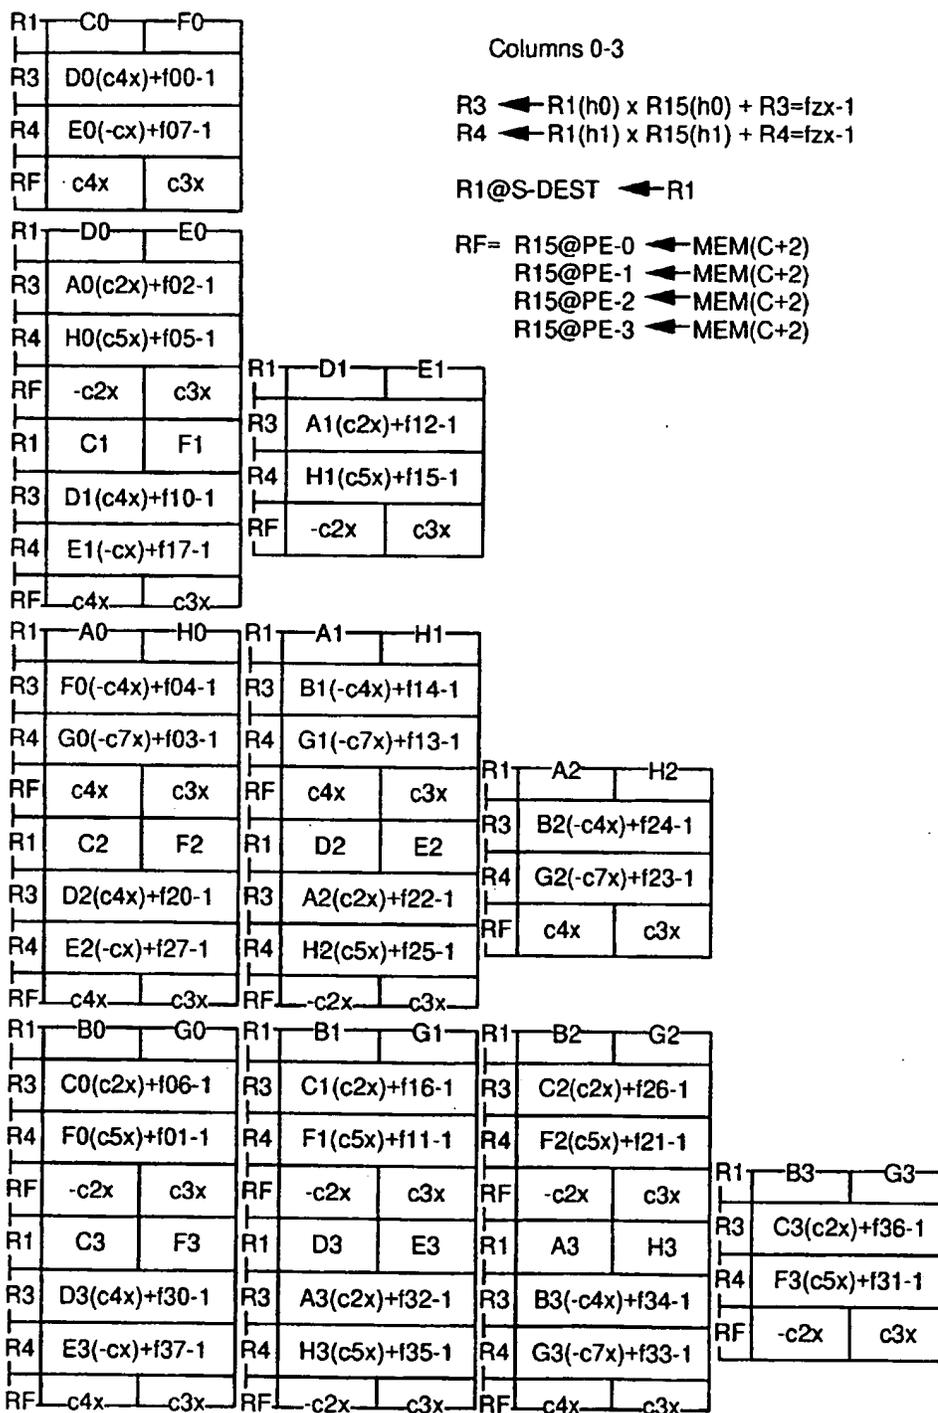 R1 C0 F0
R3 D0(c4x)+f00-1
R4 E0(-cx)+f07-1
RF c4x c3x
Columns 0-3
R3 ◄ R1(h0) x R15(h0) + R3=fzx-1
R4 ◄ R1(h1) x R15(h1) + R4=fzx-1
R1@S-DEST ◄ R1
RF= R15@PE-0 ◄ MEM(C+2)
R15@PE-1 ◄ MEM(C+2)
R15@PE-2 ◄ MEM(C+2)
R15@PE-3 ◄ MEM(C+2)
R1 D0 E0
R3 A0(c2x)+f02-1
R4 H0(c5x)+f05-1
RF -c2x c3x
R1 C1 F1
R3 D1(c4x)+f10-1
R4 E1(-cx)+f17-1
RF c4x c3x
R1 D1 E1
R3 A1(c2x)+f12-1
R4 H1(c5x)+f15-1
RF -c2x c3x
R1 A0 H0
R3 F0(-c4x)+f04-1
R4 G0(-c7x)+f03-1
RF c4x c3x
R1 C2 F2
R3 D2(c4x)+f20-1
R4 E2(-cx)+f27-1
RF c4x c3x
R1 A1 H1
R3 B1(-c4x)+f14-1
R4 G1(-c7x)+f13-1
RF c4x c3x
R1 D2 E2
R3 A2(c2x)+f22-1
R4 H2(c5x)+f25-1
RF -c2x c3x
R1 A2 H2
R3 B2(-c4x)+f24-1
R4 G2(-c7x)+f23-1
RF c4x c3x
R1 B0 G0
R3 C0(c2x)+f06-1
R4 F0(c5x)+f01-1
RF -c2x c3x
R1 C3 F3
R3 D3(c4x)+f30-1
R4 E3(-cx)+f37-1
RF c4x c3x
R1 B1 G1
R3 C1(c2x)+f16-1
R4 F1(c5x)+f11-1
RF -c2x c3x
R1 D3 E3
R3 A3(c2x)+f32-1
R4 H3(c5x)+f35-1
RF -c2x c3x
R1 B2 G2
R3 C2(c2x)+f26-1
R4 F2(c5x)+f21-1
RF -c2x c3x
R1 A3 H3
R3 B3(-c4x)+f34-1
R4 G3(-c7x)+f33-1
RF c4x c3x
R1 B3 G3
R3 C3(c2x)+f36-1
R4 F3(c5x)+f31-1
RF -c2x c3x